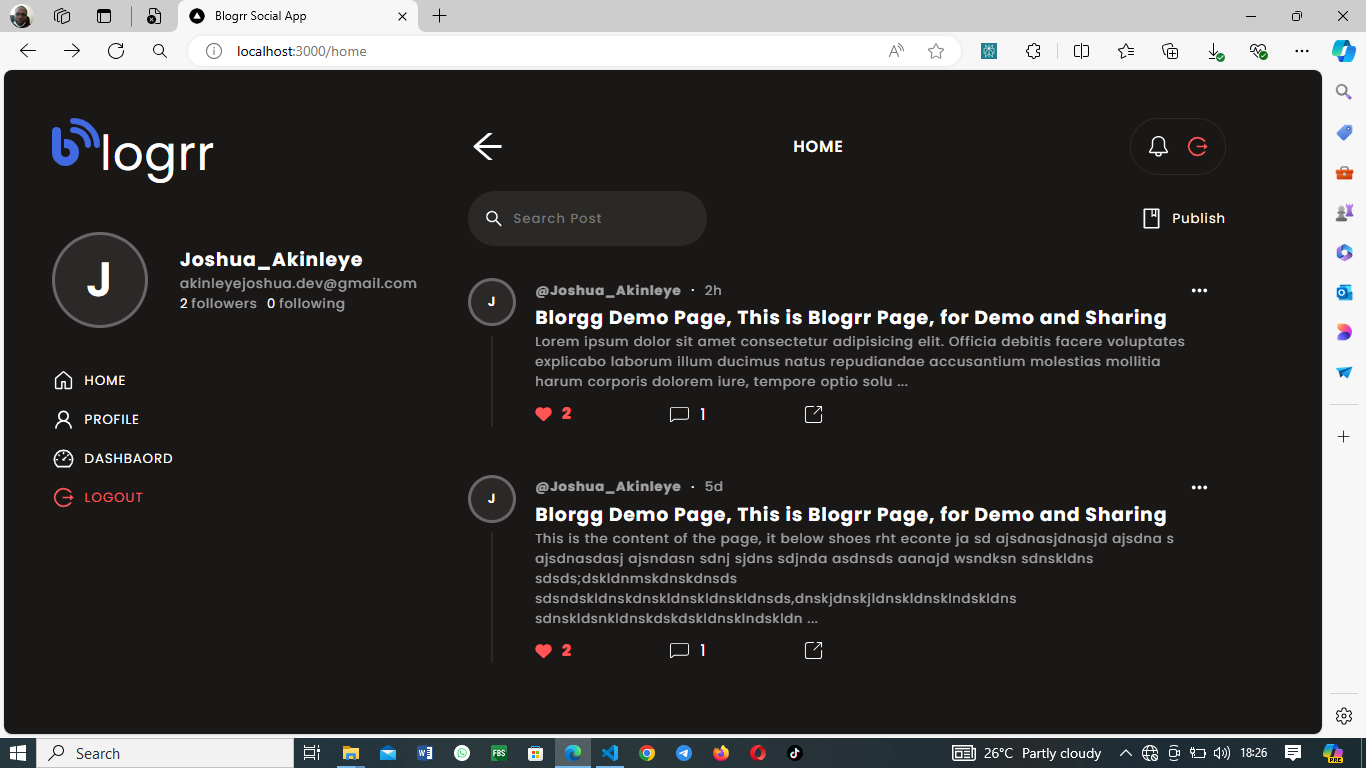 Blogrr Social App
localhost:3000/home
blogrr
HOME
Search Post
Publish
J
Joshua_Akinleye
akinleyejoshua.dev@gmail.com
2 followers 0 following
HOME
PROFILE
DASHBAORD
LOGOUT
J
@Joshua_Akinleye · 2h
Blorgg Demo Page, This is Blogrr Page, for Demo and Sharing
Lorem ipsum dolor sit amet consectetur adipisicing elit. Officia debitis facere voluptates
explicabo laborum illum ducimus natus repudiandae accusantium molestias mollitia
harum corporis dolorem iure, tempore optio solu ...
2 1
J
@Joshua_Akinleye · 5d
Blorgg Demo Page, This is Blogrr Page, for Demo and Sharing
This is the content of the page, it below shoes rht econte ja sd ajsdnasjdnasjd ajsdna s
ajsdnasdasj ajsndasn sdnj sjdns sdjnda asdnsds aanajd wsndksn sdnskldns
sdsds;dskldnmskdnskdnsds
sdsndskldnskdnskldnskldnskldnsds,dnskjdnskjldnskldnsklndskldns
sdnskldsnkldnskdskdskldnsklndskldn ...
2 1
Search
26°C Partly cloudy
18:26
FBS
PRE